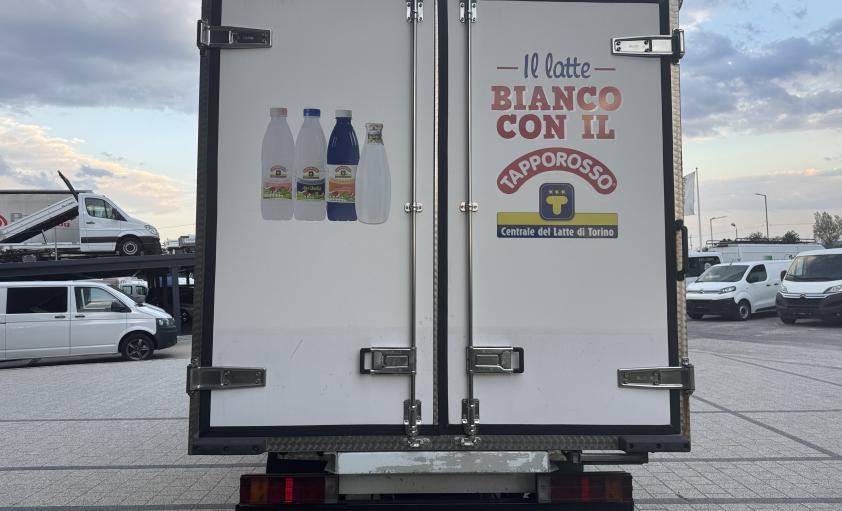 Il latte
BIANCO
CON IL
TAPPOROSSO
Centrale del Latte di Torino